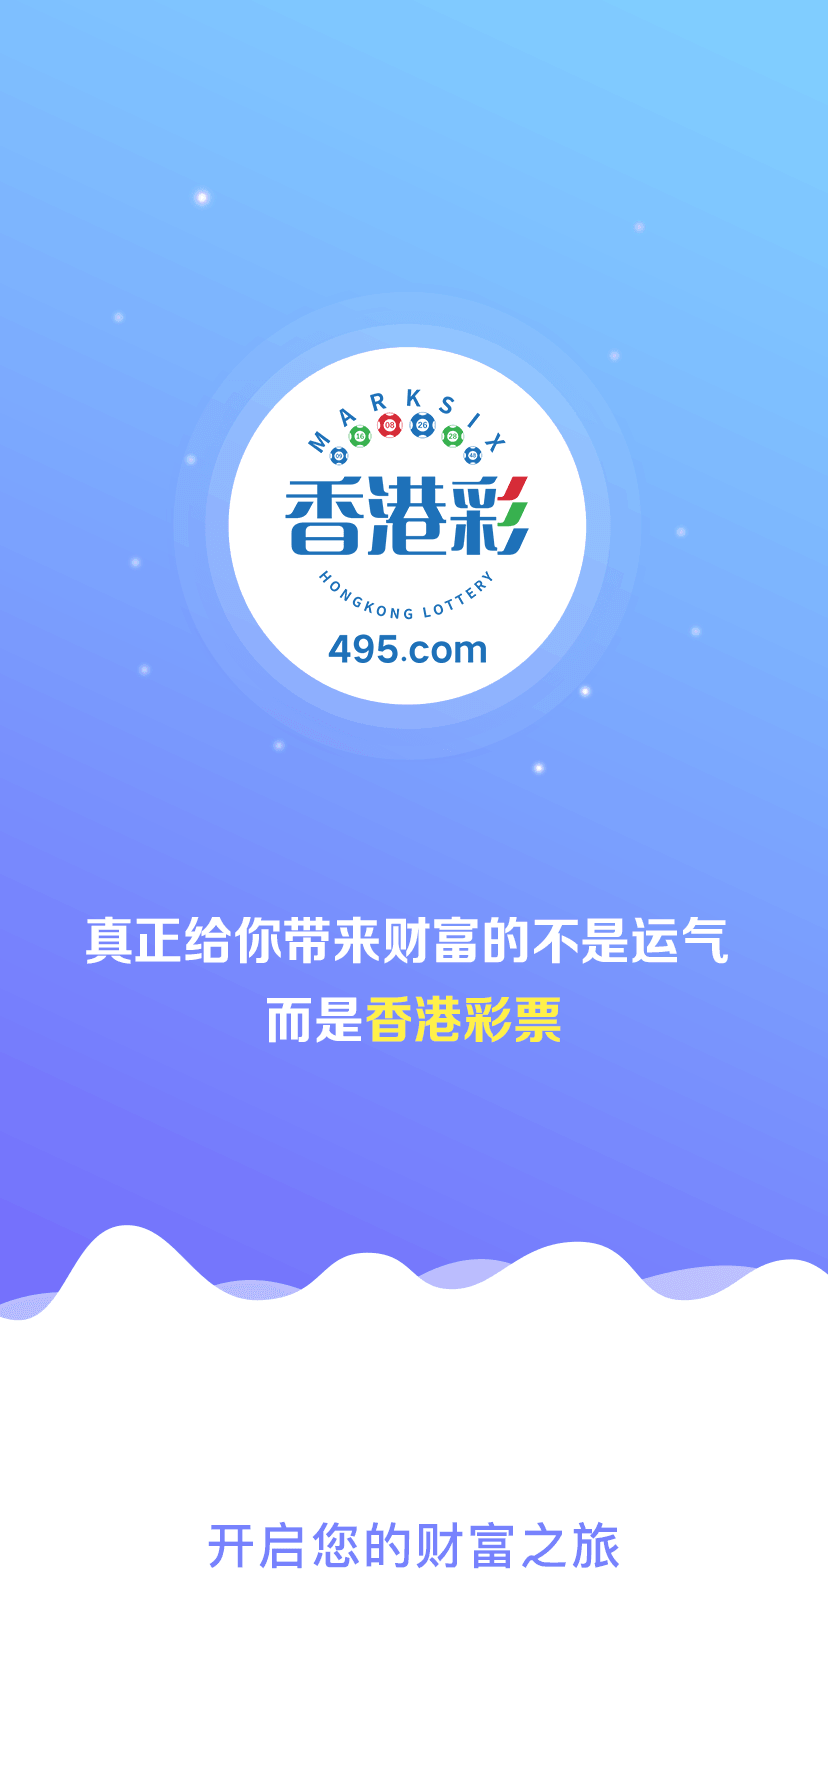 MARKSIX
09 16 08 26 28 48
香港彩
HONGKONG LOTTERY
495.com
真正给你带来财富的不是运气
而是香港彩票
开启您的财富之旅